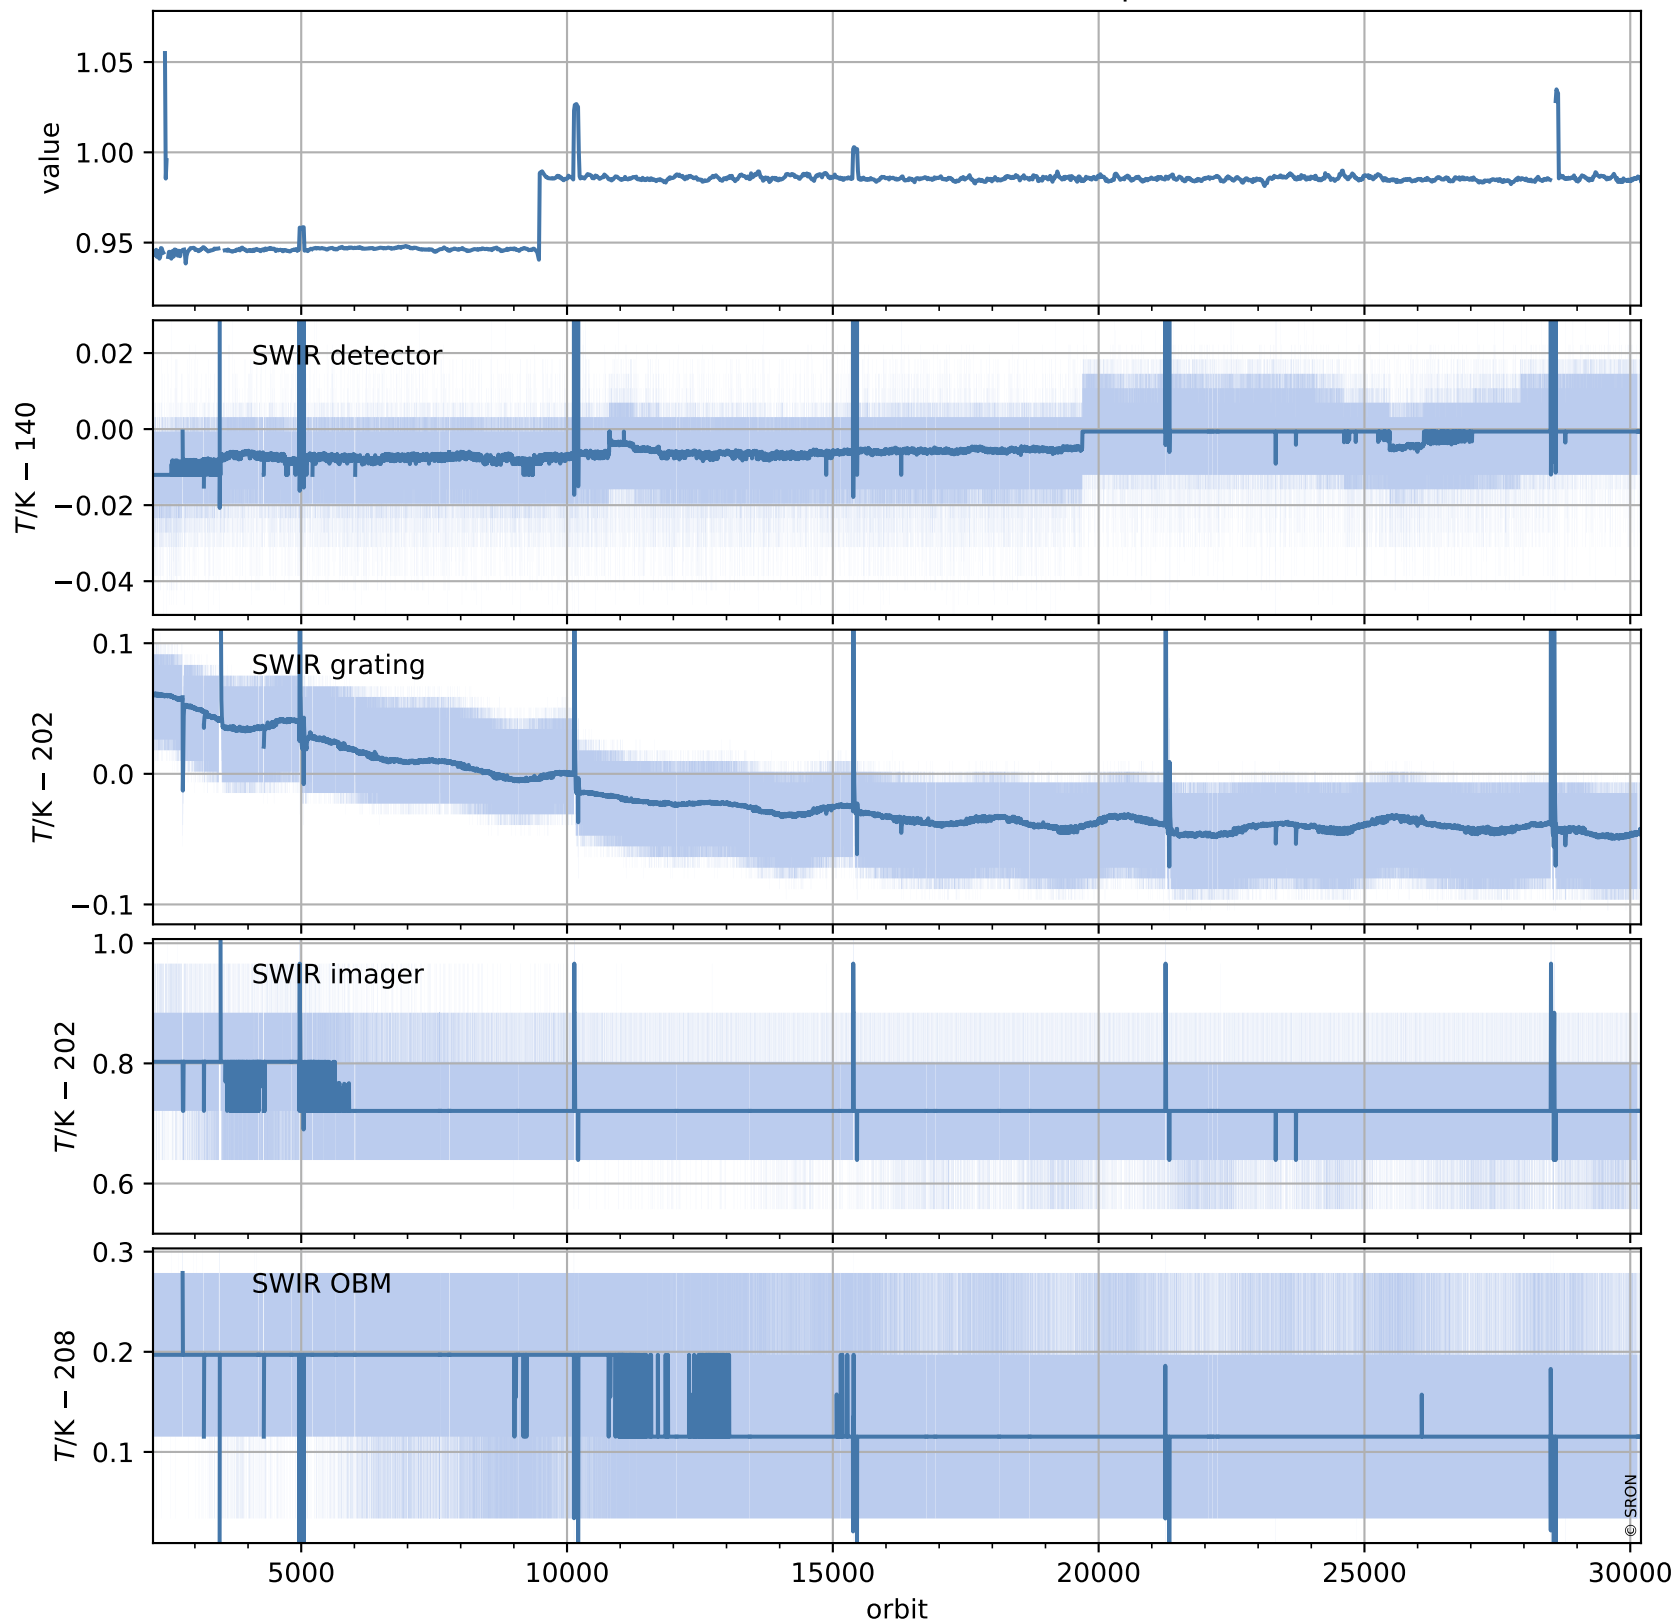 1.05
1.00
0.95
value
SWIR detector
0.02
0.00
−0.02
−0.04
T/K − 140
SWIR grating
0.1
0.0
−0.1
T/K − 202
SWIR imager
1.0
0.8
0.6
T/K − 202
SWIR OBM
0.3
0.2
0.1
T/K − 208
© SRON
5000 10000 15000 20000 25000 30000
orbit